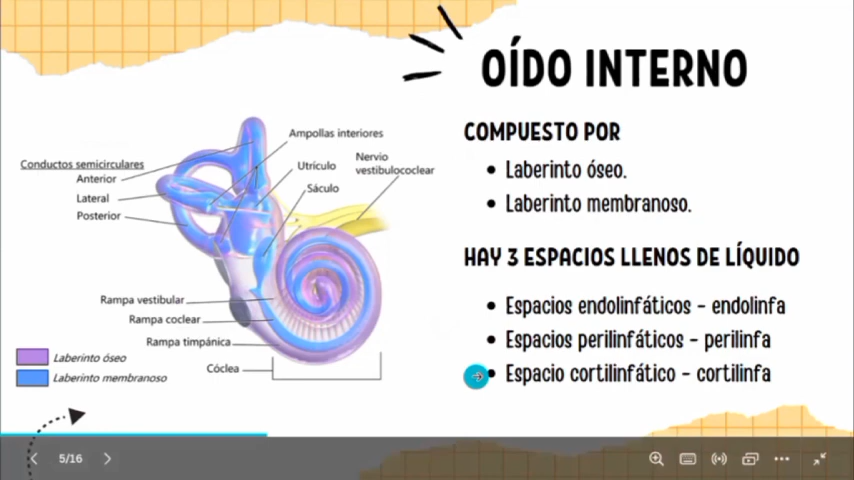 OÍDO INTERNO
COMPUESTO POR
Laberinto óseo.
Laberinto membranoso.
HAY 3 ESPACIOS LLENOS DE LÍQUIDO
Espacios endolinfáticos - endolinfa
Espacios perilinfáticos - perilinfa
Espacio cortilinfático - cortilinfa
Ampollas interiores
Conductos semicirculares
Anterior
Lateral
Posterior
Utrículo
Sáculo
Nervio
vestibulococlear
Rampa vestibular
Rampa coclear
Rampa timpánica
Cóclea
Laberinto óseo
Laberinto membranoso
5/16